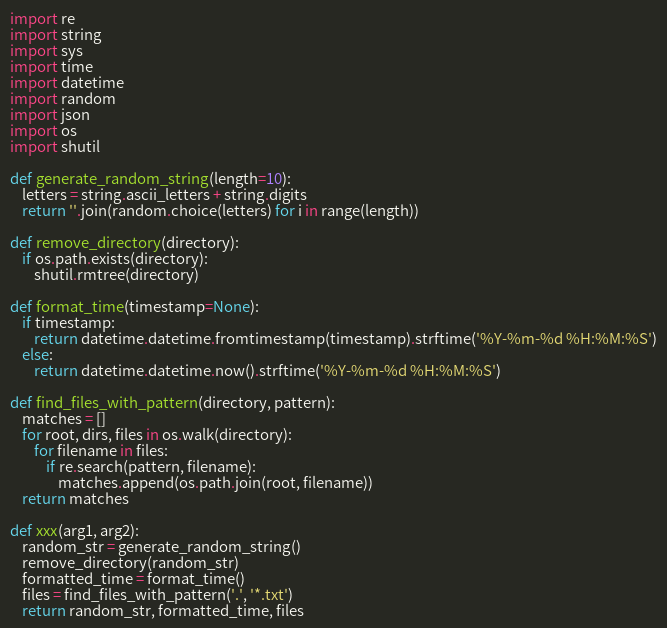 import re
import string
import sys
import time
import datetime
import random
import json
import os
import shutil

def generate_random_string(length=10):
    letters = string.ascii_letters + string.digits
    return ''.join(random.choice(letters) for i in range(length))

def remove_directory(directory):
    if os.path.exists(directory):
        shutil.rmtree(directory)

def format_time(timestamp=None):
    if timestamp:
        return datetime.datetime.fromtimestamp(timestamp).strftime('%Y-%m-%d %H:%M:%S')
    else:
        return datetime.datetime.now().strftime('%Y-%m-%d %H:%M:%S')

def find_files_with_pattern(directory, pattern):
    matches = []
    for root, dirs, files in os.walk(directory):
        for filename in files:
            if re.search(pattern, filename):
                matches.append(os.path.join(root, filename))
    return matches

def xxx(arg1, arg2):
    random_str = generate_random_string()
    remove_directory(random_str)
    formatted_time = format_time()
    files = find_files_with_pattern('.', '*.txt')
    return random_str, formatted_time, files